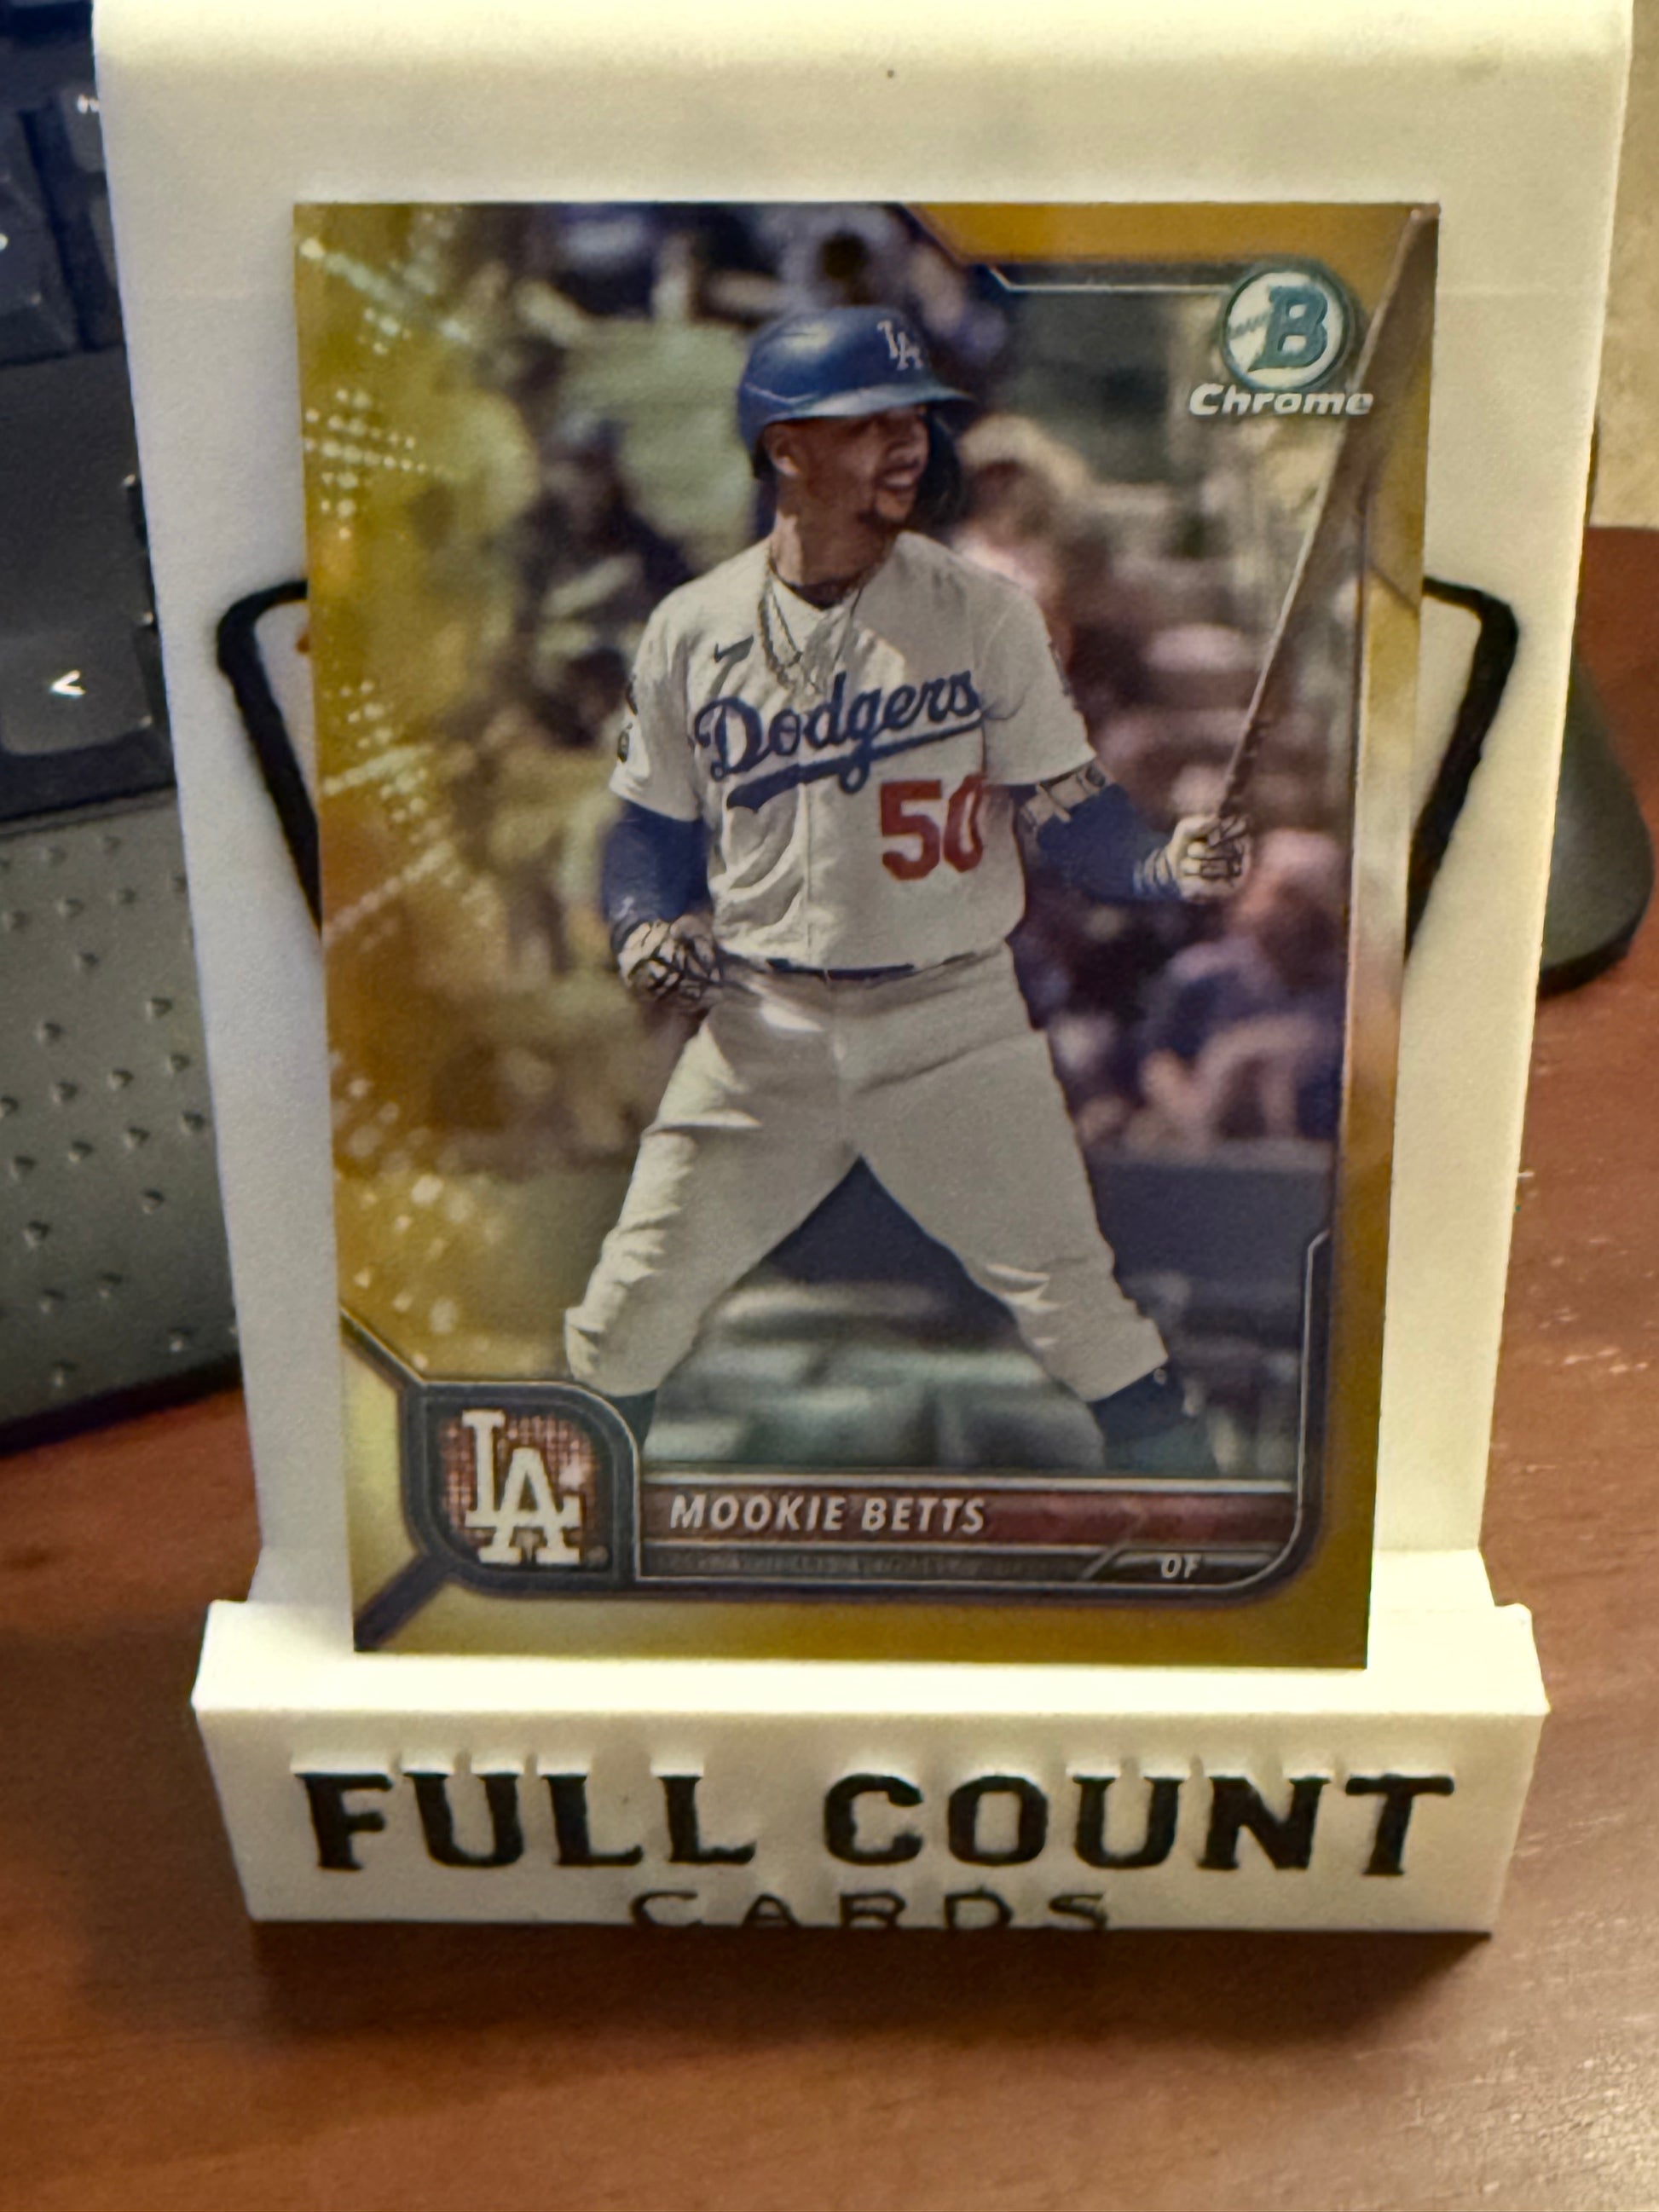 LA
B
Chrome
Dodgers
50
LA
MOOKIE BETTS
OF
FULL COUNT
CARDS